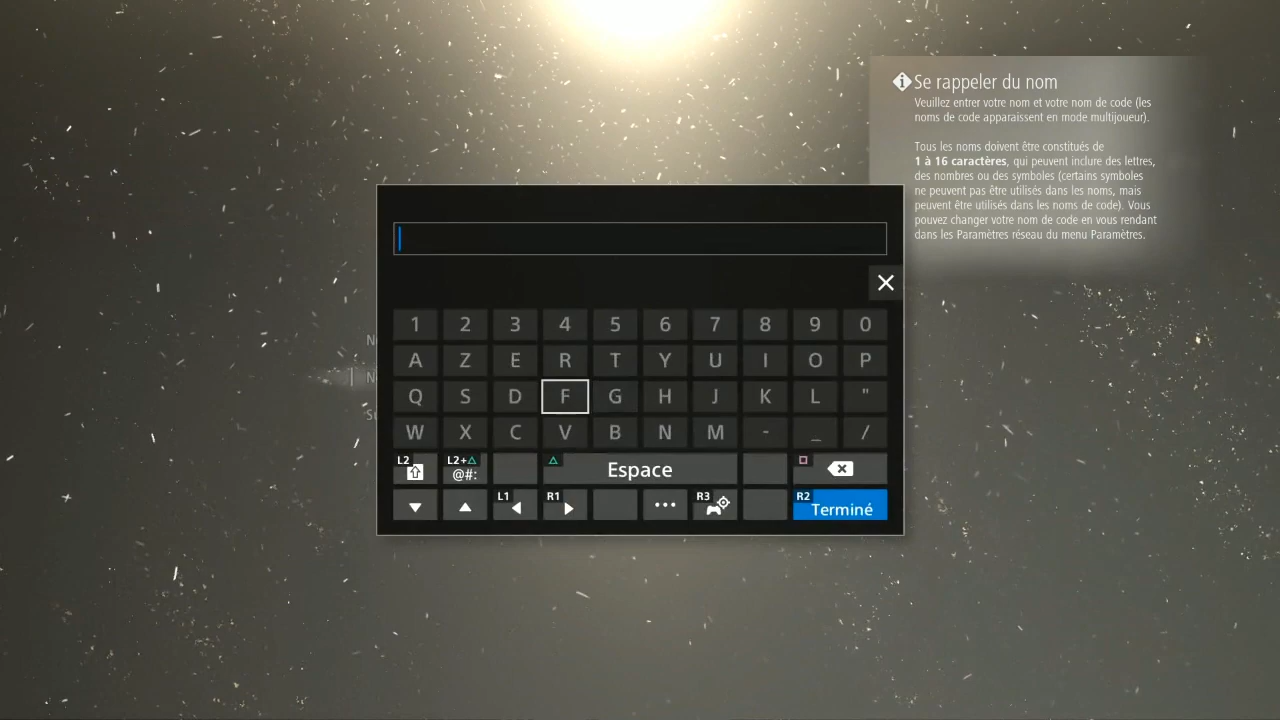 Se rappeler du nom
Veuillez entrer votre nom et votre nom de code (les
noms de code apparaissent en mode multijoueur).
Tous les noms doivent être constitués de
1 à 16 caractères, qui peuvent inclure des lettres,
des nombres ou des symboles (certains symboles
ne peuvent pas être utilisés dans les noms, mais
peuvent être utilisés dans les noms de code). Vous
pouvez changer votre nom de code en vous rendant
dans les Paramètres réseau du menu Paramètres.
1 2 3 4 5 6 7 8 9 0
A Z E R T Y U I O P
Q S D F G H J K L "
W X C V B N M - _ /
L2 L2+△ @#: △ Espace □
L1 R1 ... R3 R2 Terminé